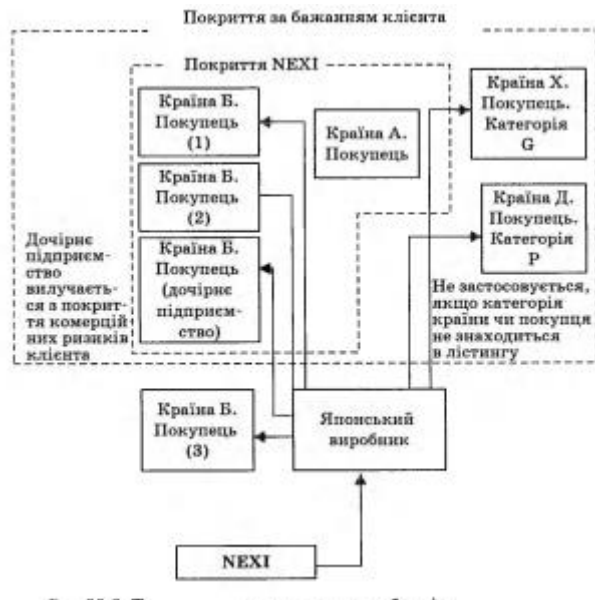 Покриття за бажанням клієнта
Покриття NEXI
Країна Б.
Покупець
(1)
Країна А.
Покупець
Країна X.
Покупець.
Категорія
G
Країна Б.
Покупець
(2)
Країна Д.
Покупець.
Категорія
P
Дочірнє
підприєм-
ство
вилучаєть-
ся з покрит-
тя комерцій-
них ризиків
клієнта
Країна Б.
Покупець
(дочірнє
підприєм-
ство)
Не застосовується,
якщо категорія
країни чи покупця
не знаходиться
в лістингу
Країна Б.
Покупець
(3)
Японський
виробник
NEXI